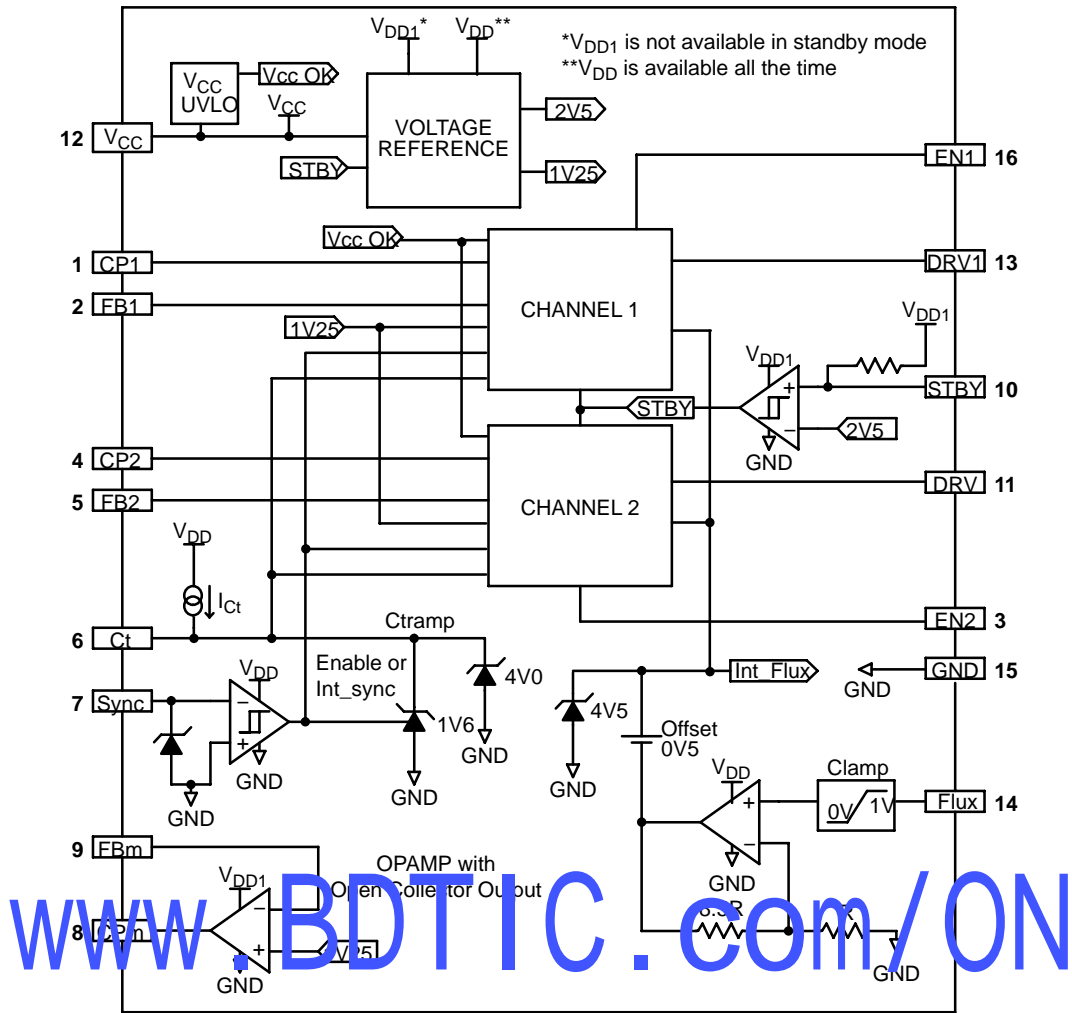 VDD1* VDD**
*VDD1 is not available in standby mode
**VDD is available all the time
VCC
UVLO
Vcc OK
VCC
12 VCC
VOLTAGE
REFERENCE
2V5
STBY
1V25
EN1 16
Vcc OK
1 CP1
DRV1 13
2 FB1
CHANNEL 1
1V25
VDD1
VDD1
+
STBY
STBY 10
−
2V5
GND
4 CP2
DRV 11
5 FB2
CHANNEL 2
VDD
ICt
EN2 3
6 Ct
Ctramp
Enable or
Int_sync
4V0
Int_Flux
GND 15
GND
7 Sync
VDD
−
+
1V6
4V5
Offset
0V5
GND
GND
GND
GND
GND
VDD
Clamp
+
0V 1V
Flux 14
−
9 FBm
OPAMP with
Open Collector Output
GND
VDD1
−
R
8 CPm
+
GND
GND
www.BDTIC.com/ON